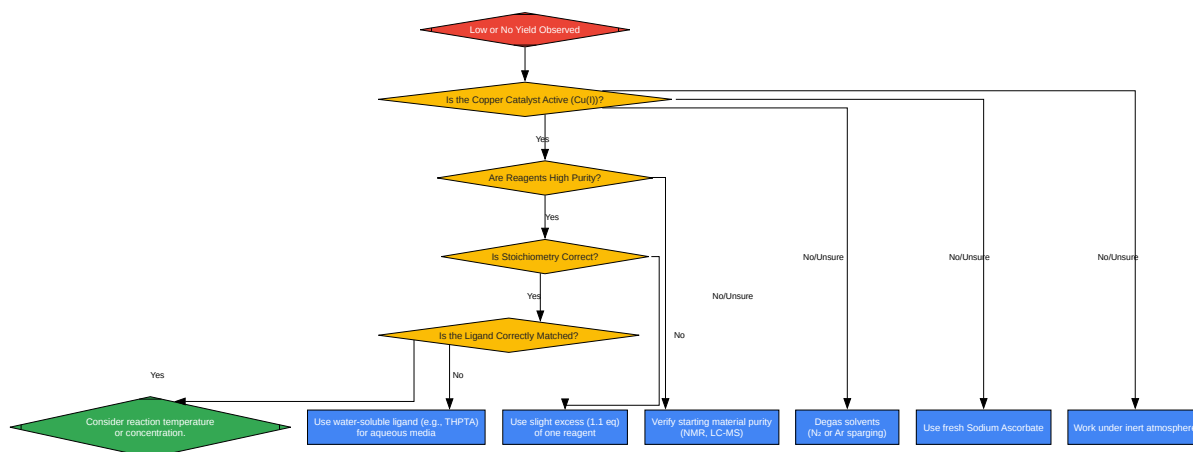 Low or No Yield Observed
Is the Copper Catalyst Active (Cu(I))?
Yes
Are Reagents High Purity?
Yes
Is Stoichiometry Correct?
No/Unsure
No/Unsure
No/Unsure
Yes
No/Unsure
Is the Ligand Correctly Matched?
No
Yes
No
Consider reaction temperature
or concentration.
Use water-soluble ligand (e.g., THPTA)
for aqueous media
Use slight excess (1.1 eq)
of one reagent
Verify starting material purity
(NMR, LC-MS)
Degas solvents
(N₂ or Ar sparging)
Use fresh Sodium Ascorbate
Work under inert atmosphere